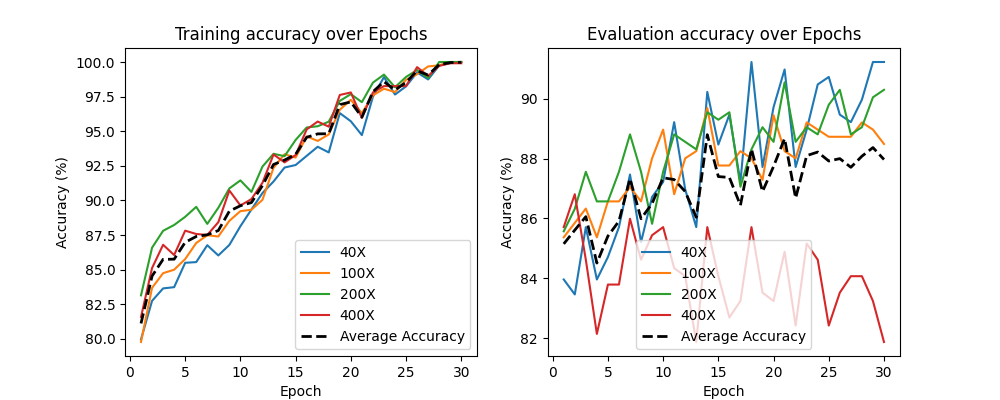 Training accuracy over Epochs
Accuracy (%)
100.0
97.5
95.0
92.5
90.0
87.5
85.0
82.5
80.0
0 5 10 15 20 25 30
Epoch
40X
100X
200X
400X
Average Accuracy
Evaluation accuracy over Epochs
Accuracy (%)
90
88
86
84
82
0 5 10 15 20 25 30
Epoch
40X
100X
200X
400X
Average Accuracy